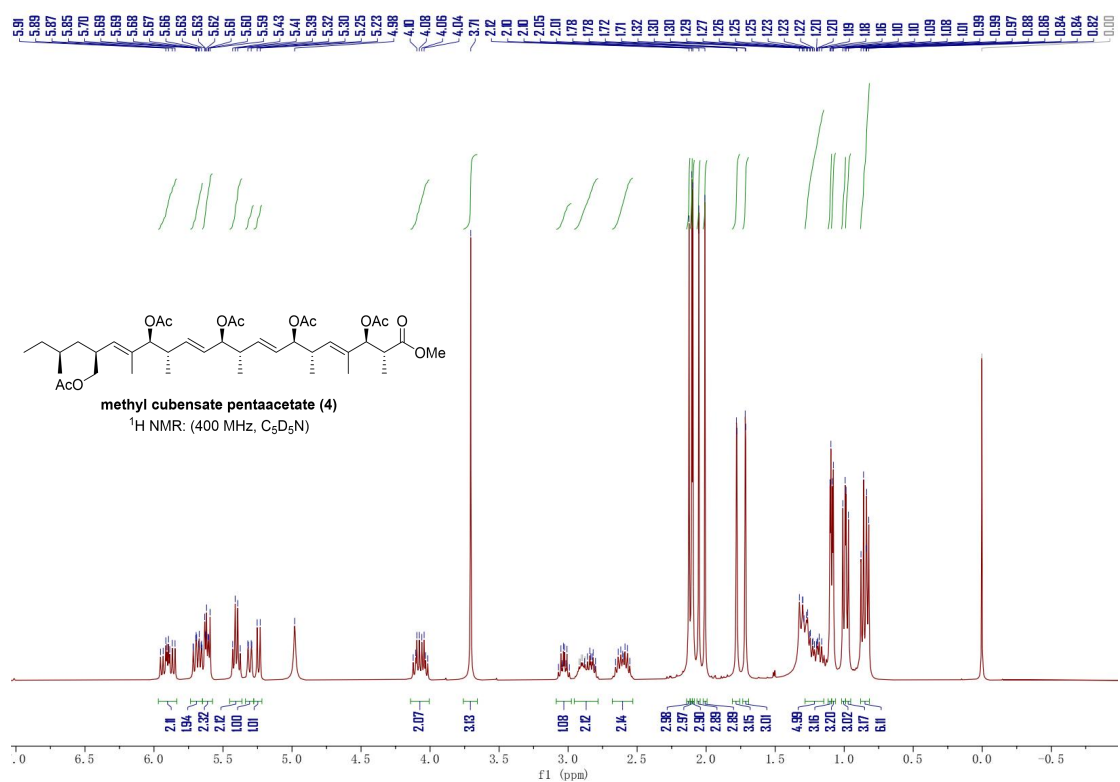 5.91 5.89 5.87 5.85 5.70 5.69 5.69 5.68 5.67 5.66 5.63 5.63 5.62 5.61 5.60 5.59 5.43 5.41 5.39 5.32 5.30 5.25 5.23 4.98 4.10 4.08 4.06 4.04 3.71 2.12 2.10 2.10 2.05 2.01 1.78 1.78 1.72 1.71 1.32 1.30 1.30 1.29 1.27 1.26 1.25 1.25 1.23 1.23 1.22 1.20 1.20 1.19 1.18 1.16 1.10 1.10 1.09 1.08 1.01 0.99 0.99 0.97 0.88 0.86 0.84 0.84 0.82 0.00
OAc OAc OAc OAc O
OMe
AcO
methyl cubensate pentaacetate (4)
¹H NMR: (400 MHz, C₅D₅N)
2.11 1.94 2.32 2.12 1.00 1.01 2.07 3.13 1.08 2.12 2.14 2.98 2.97 2.90 2.89 2.89 3.15 3.01 4.99 3.16 3.20 3.02 3.17 6.11
.0 6.5 6.0 5.5 5.0 4.5 4.0 3.5 3.0 2.5 2.0 1.5 1.0 0.5 0.0 -0.5
f1 (ppm)